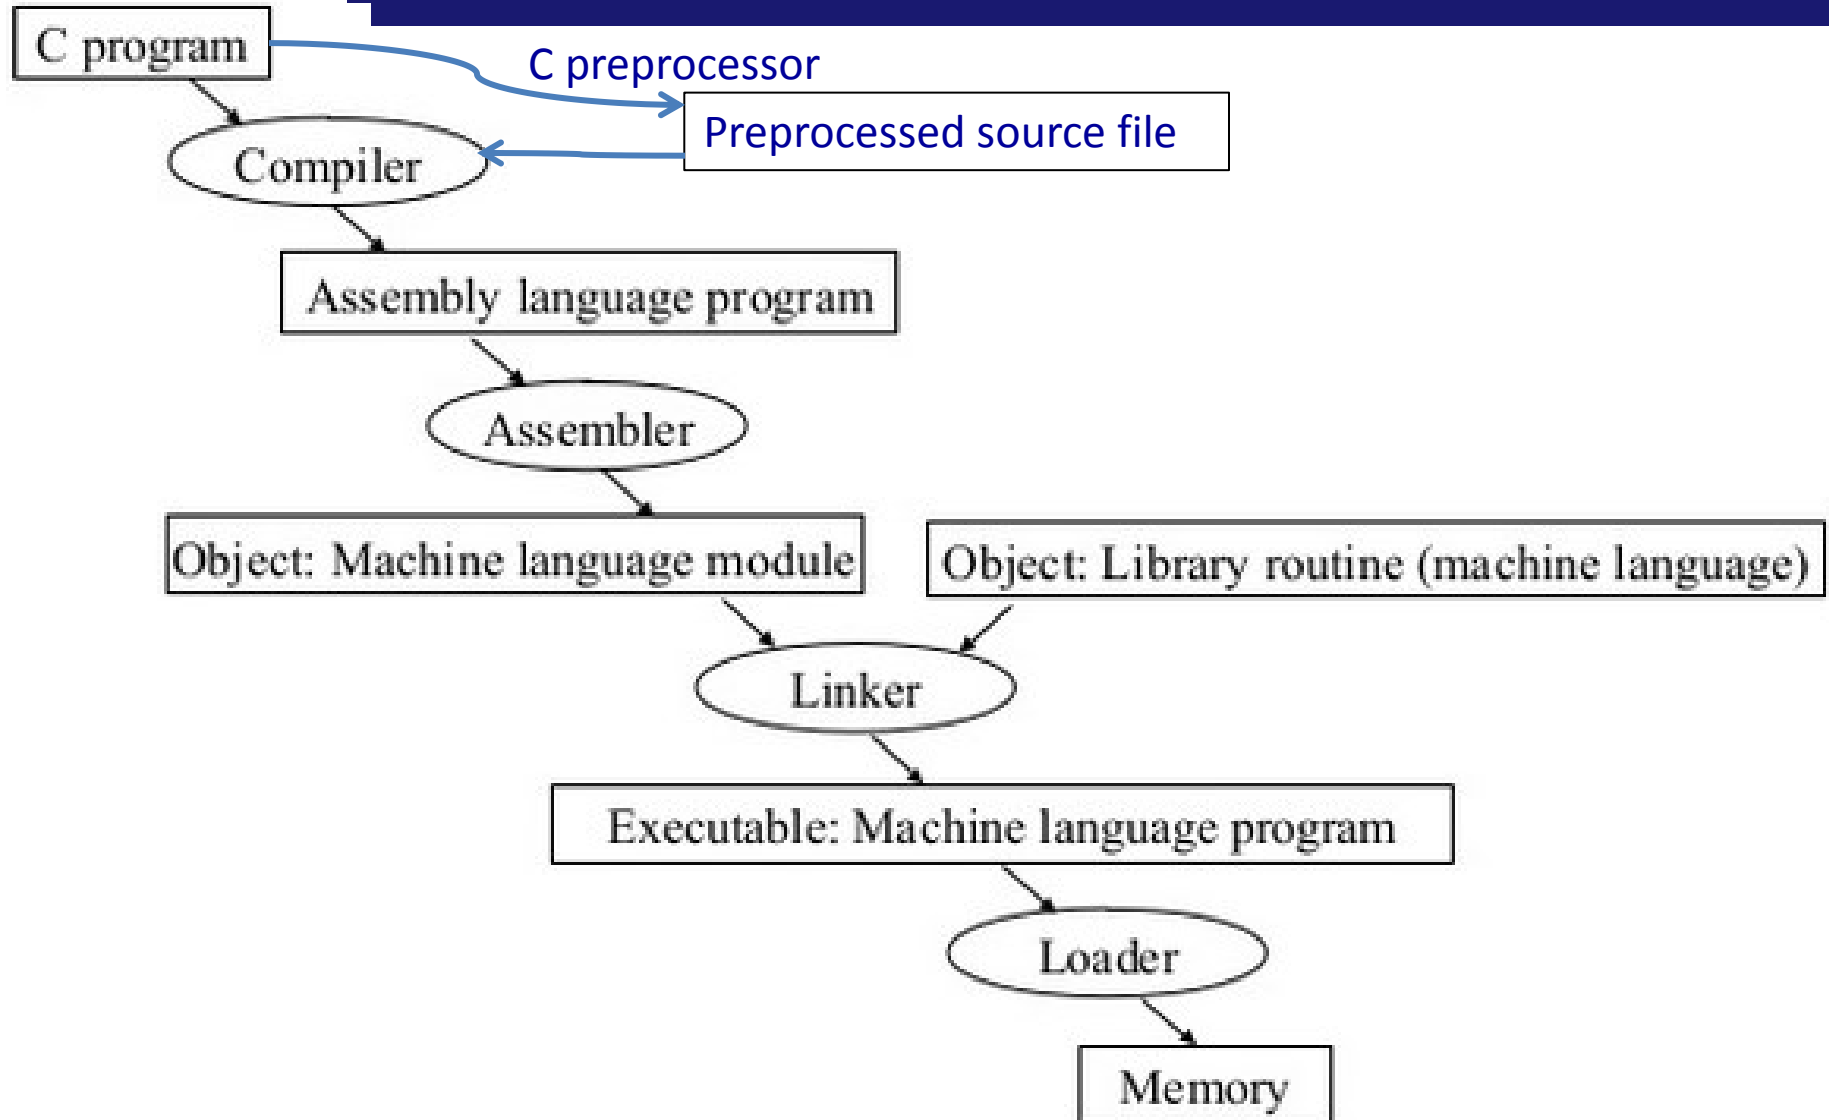 C program
C preprocessor
Preprocessed source file
Compiler
Assembly language program
Assembler
Object: Machine language module
Object: Library routine (machine language)
Linker
Executable: Machine language program
Loader
Memory